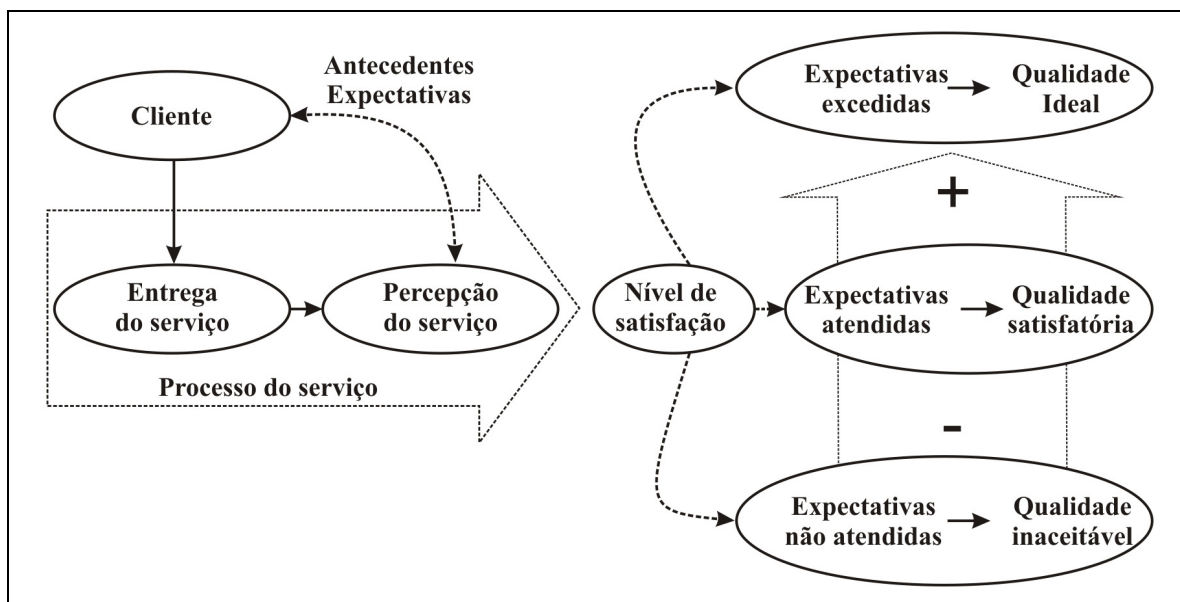 Antecedentes
Expectativas
Cliente
Entrega
do serviço
Percepção
do serviço
Processo do serviço
Nível de
satisfação
Expectativas
excedidas
Qualidade
Ideal
+
Expectativas
atendidas
Qualidade
satisfatória
-
Expectativas
não atendidas
Qualidade
inaceitável